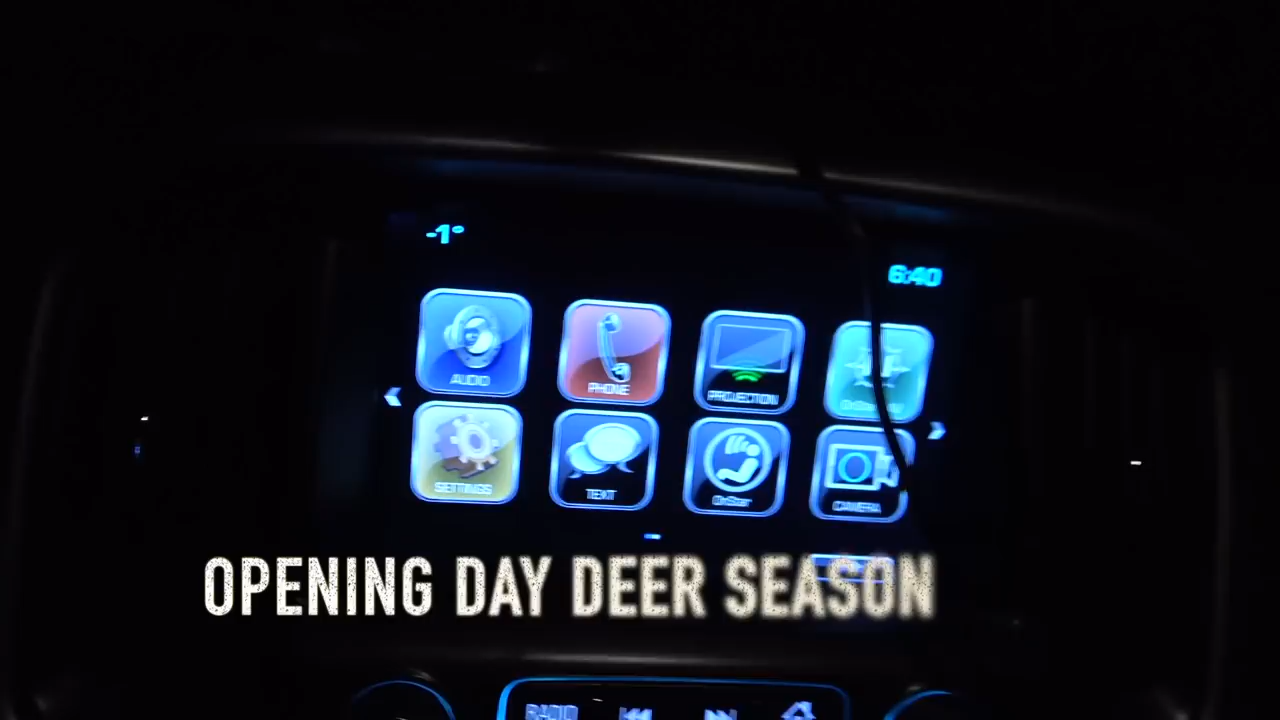 -1°
6:40
AUDIO
PHONE
PROJECTION
SETTINGS
TEXT
OnStar
CAMERA
OPENING DAY DEER SEASON
RADIO